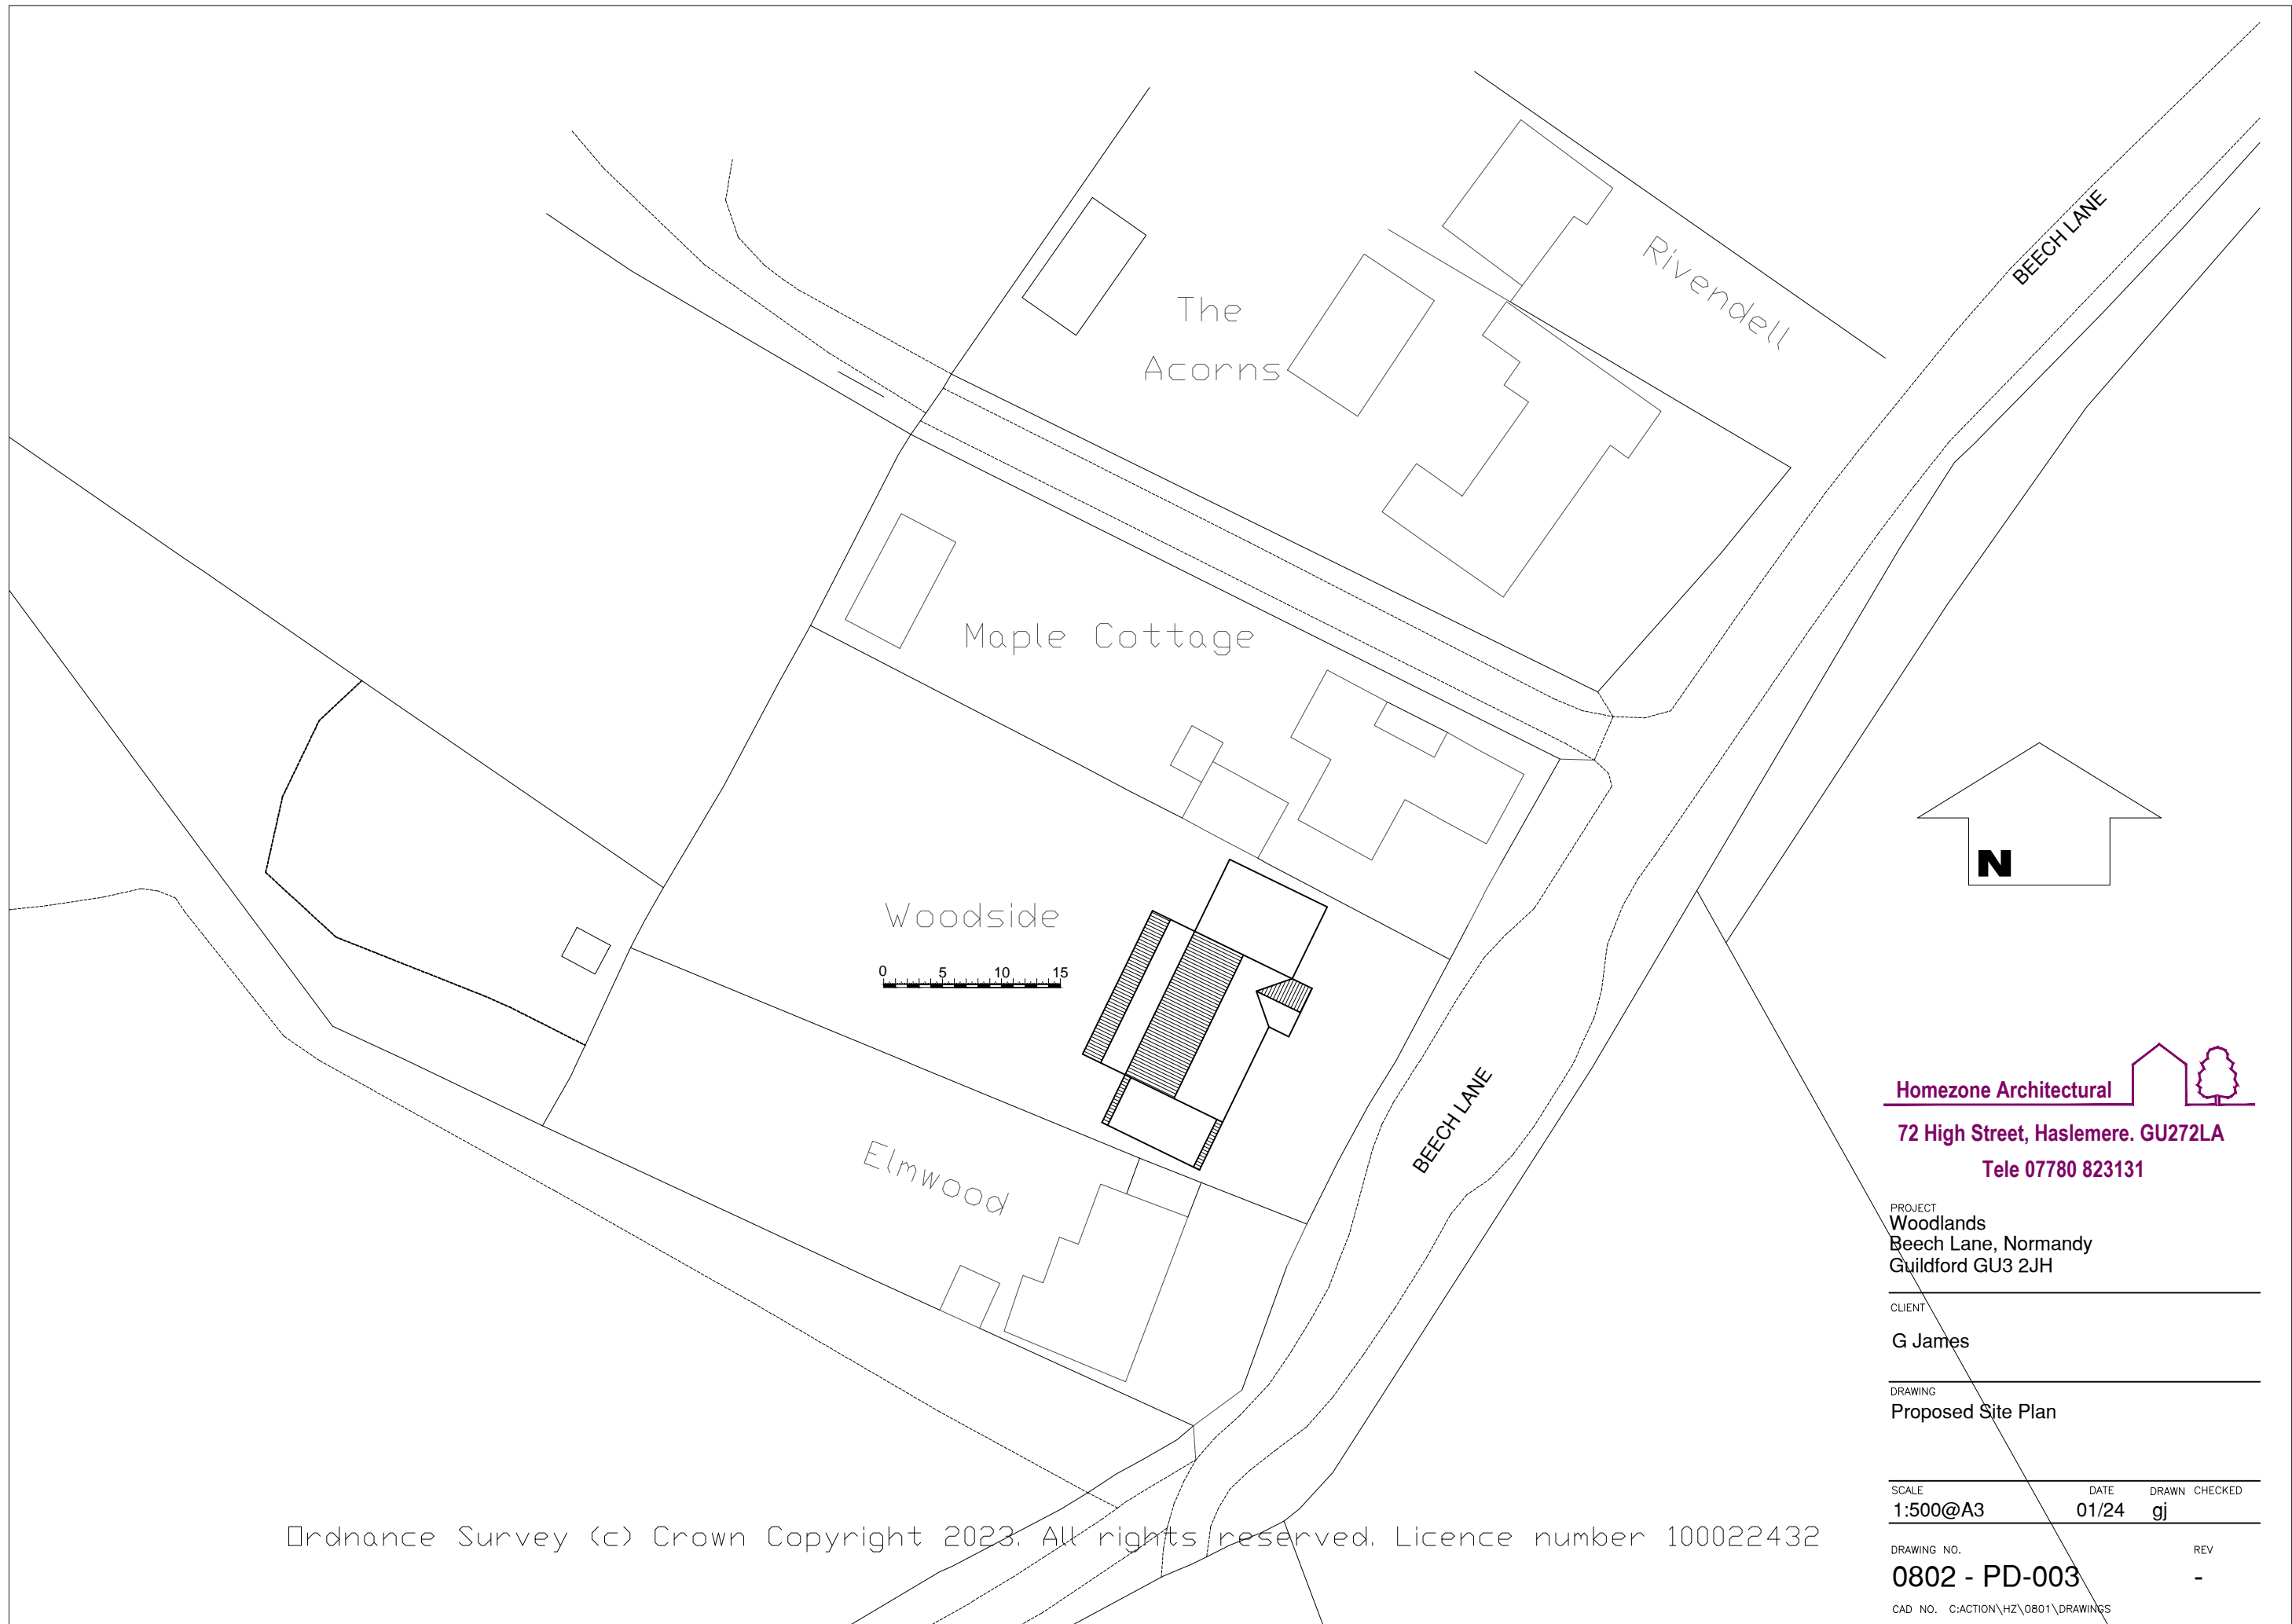 BEECH LANE
Rivendell
The
Acorns
Maple Cottage
Woodside
0 5 10 15
N
BEECH LANE
Elmwood
Homezone Architectural
72 High Street, Haslemere. GU272LA
Tele 07780 823131
PROJECT
Woodlands
Beech Lane, Normandy
Guildford GU3 2JH
CLIENT
G James
DRAWING
Proposed Site Plan
SCALE DATE DRAWN CHECKED
1:500@A3 01/24 gj
DRAWING NO. REV
0802 - PD-003 -
CAD NO. C:ACTION\HZ\0801\DRAWINGS
Ordnance Survey (c) Crown Copyright 2023. All rights reserved. Licence number 100022432